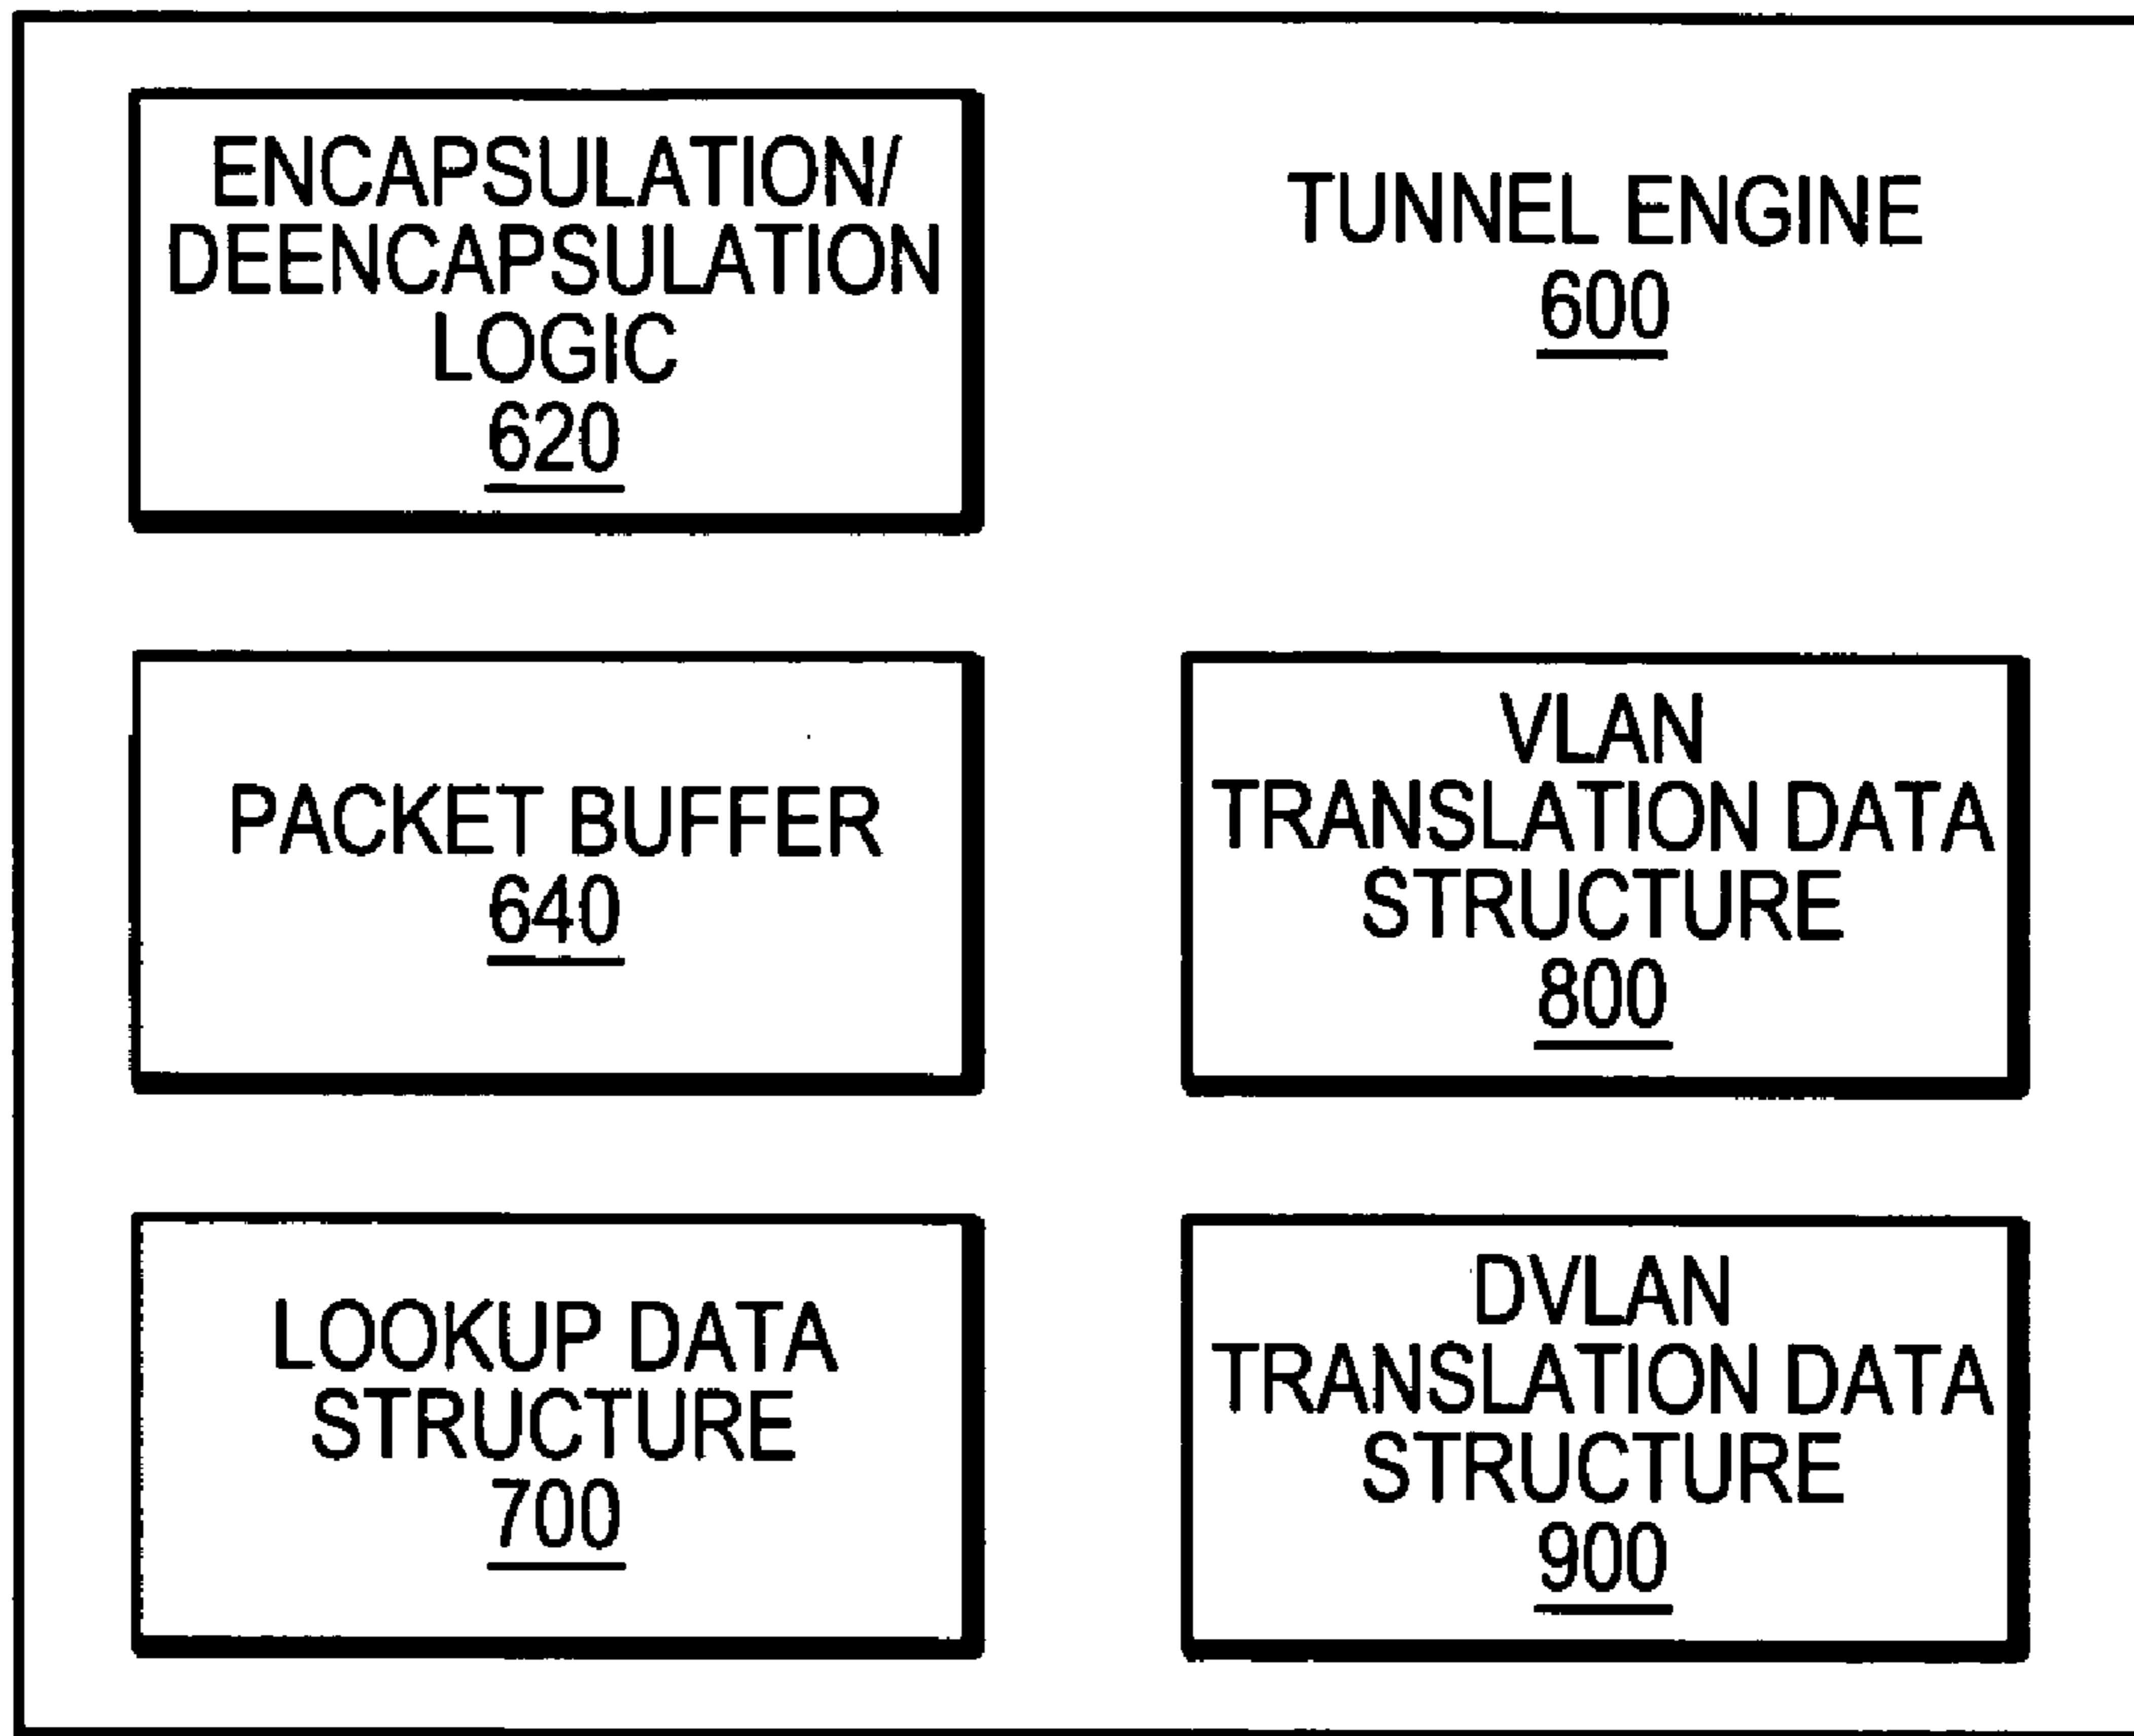 ENCAPSULATION/
DEENCAPSULATION
LOGIC
620
TUNNEL ENGINE
600
PACKET BUFFER
640
VLAN
TRANSLATION DATA
STRUCTURE
800
LOOKUP DATA
STRUCTURE
700
DVLAN
TRANSLATION DATA
STRUCTURE
900